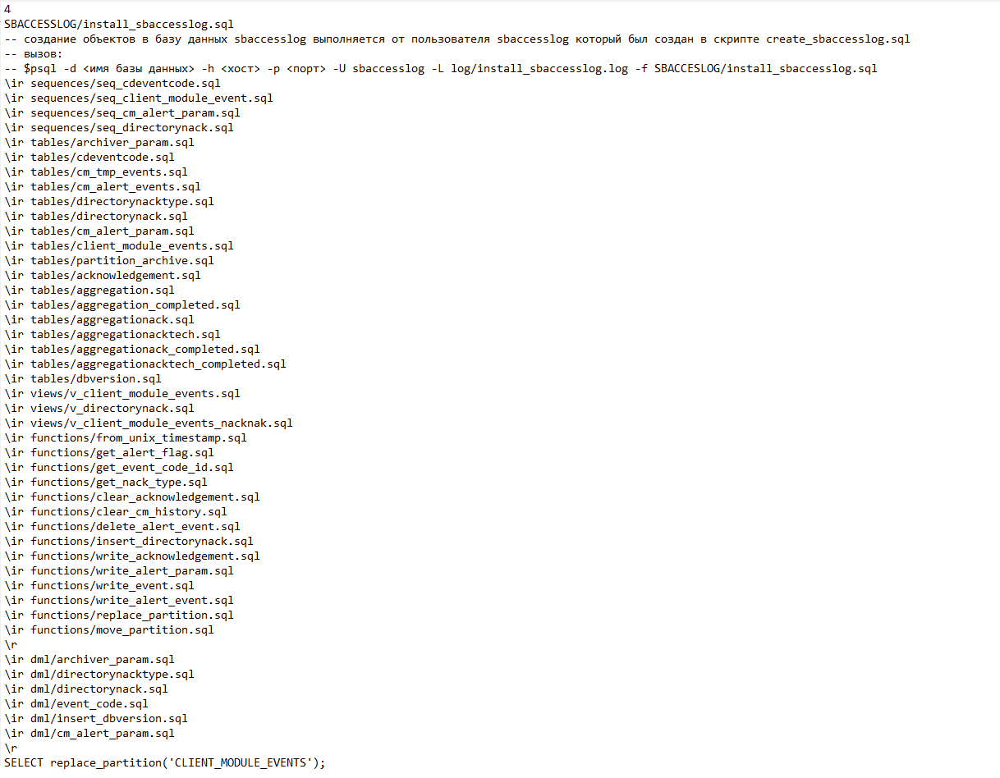 4
SBACCESSLOG/install_sbaccesslog.sql
-- создание объектов в базу данных sbaccesslog выполняется от пользователя sbaccesslog который был создан в скрипте create_sbaccesslog.sql
-- вызов:
-- $psql -d <имя базы данных> -h <хост> -p <порт> -U sbaccesslog -L log/install_sbaccesslog.log -f SBACCESLOG/install_sbaccesslog.sql
\ir sequences/seq_cdeventcode.sql
\ir sequences/seq_client_module_event.sql
\ir sequences/seq_cm_alert_param.sql
\ir sequences/seq_directorynack.sql
\ir tables/archiver_param.sql
\ir tables/cdeventcode.sql
\ir tables/cm_tmp_events.sql
\ir tables/cm_alert_events.sql
\ir tables/directorynacktype.sql
\ir tables/directorynack.sql
\ir tables/cm_alert_param.sql
\ir tables/client_module_events.sql
\ir tables/partition_archive.sql
\ir tables/acknowledgement.sql
\ir tables/aggregation.sql
\ir tables/aggregation_completed.sql
\ir tables/aggregationack.sql
\ir tables/aggregationacktech.sql
\ir tables/aggregationack_completed.sql
\ir tables/aggregationacktech_completed.sql
\ir tables/dbversion.sql
\ir views/v_client_module_events.sql
\ir views/v_directorynack.sql
\ir views/v_client_module_events_nacknak.sql
\ir functions/from_unix_timestamp.sql
\ir functions/get_alert_flag.sql
\ir functions/get_event_code_id.sql
\ir functions/get_nack_type.sql
\ir functions/clear_acknowledgement.sql
\ir functions/clear_cm_history.sql
\ir functions/delete_alert_event.sql
\ir functions/insert_directorynack.sql
\ir functions/write_acknowledgement.sql
\ir functions/write_alert_param.sql
\ir functions/write_event.sql
\ir functions/write_alert_event.sql
\ir functions/replace_partition.sql
\ir functions/move_partition.sql
\r
\ir dml/archiver_param.sql
\ir dml/directorynacktype.sql
\ir dml/directorynack.sql
\ir dml/event_code.sql
\ir dml/insert_dbversion.sql
\ir dml/cm_alert_param.sql
\r
SELECT replace_partition('CLIENT_MODULE_EVENTS');